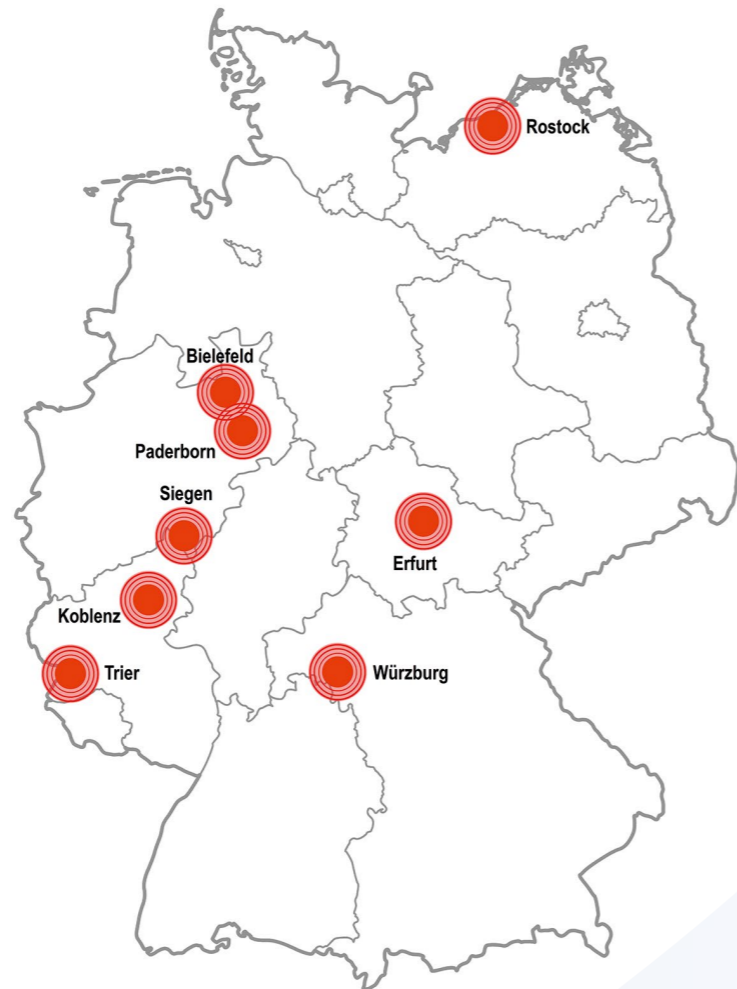 Rostock
Bielefeld
Paderborn
Siegen
Erfurt
Koblenz
Trier
Würzburg